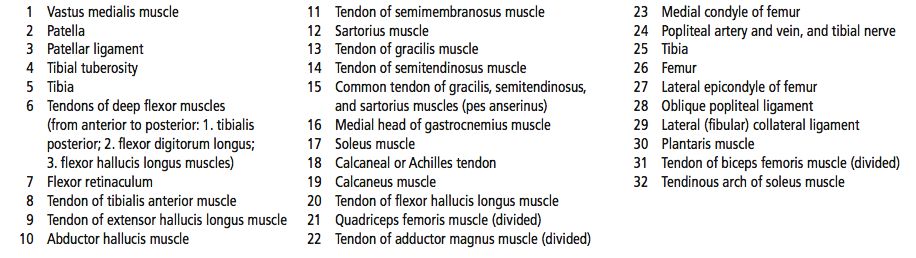 1 Vastus medialis muscle
2 Patella
3 Patellar ligament
4 Tibial tuberosity
5 Tibia
6 Tendons of deep flexor muscles
(from anterior to posterior: 1. tibialis
posterior; 2. flexor digitorum longus;
3. flexor hallucis longus muscles)
7 Flexor retinaculum
8 Tendon of tibialis anterior muscle
9 Tendon of extensor hallucis longus muscle
10 Abductor hallucis muscle
11 Tendon of semimembranosus muscle
12 Sartorius muscle
13 Tendon of gracilis muscle
14 Tendon of semitendinosus muscle
15 Common tendon of gracilis, semitendinosus,
and sartorius muscles (pes anserinus)
16 Medial head of gastrocnemius muscle
17 Soleus muscle
18 Calcaneal or Achilles tendon
19 Calcaneus muscle
20 Tendon of flexor hallucis longus muscle
21 Quadriceps femoris muscle (divided)
22 Tendon of adductor magnus muscle (divided)
23 Medial condyle of femur
24 Popliteal artery and vein, and tibial nerve
25 Tibia
26 Femur
27 Lateral epicondyle of femur
28 Oblique popliteal ligament
29 Lateral (fibular) collateral ligament
30 Plantaris muscle
31 Tendon of biceps femoris muscle (divided)
32 Tendinous arch of soleus muscle